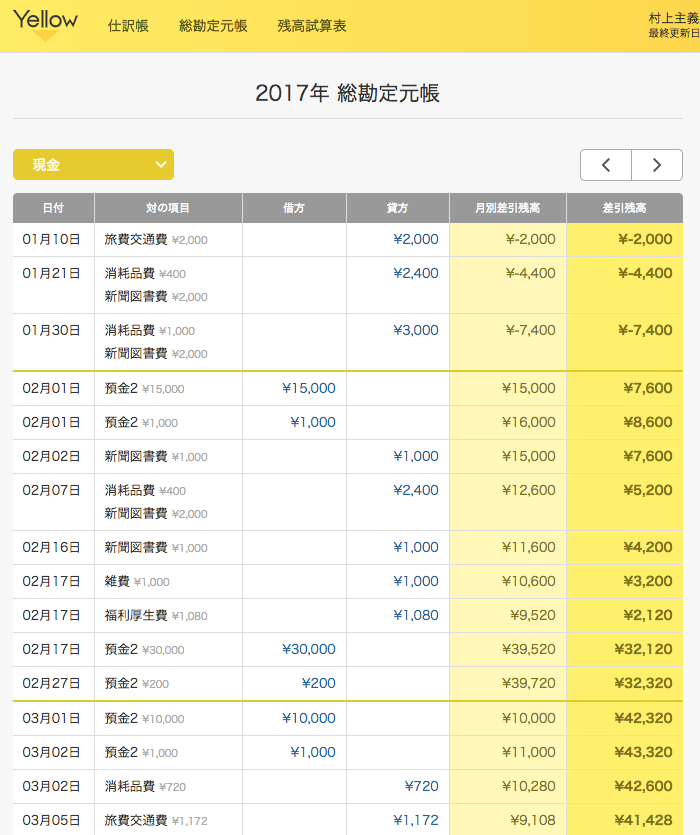 Yellow 仕訳帳 総勘定元帳 残高試算表 村上主義
最終更新日
2017年 総勘定元帳
現金
日付 対の項目 借方 貸方 月別差引残高 差引残高
01月10日 旅費交通費 ¥2,000 ¥2,000 ¥-2,000 ¥-2,000
01月21日 消耗品費 ¥400 ¥2,400 ¥-4,400 ¥-4,400
新聞図書費 ¥2,000
01月30日 消耗品費 ¥1,000 ¥3,000 ¥-7,400 ¥-7,400
新聞図書費 ¥2,000
02月01日 預金2 ¥15,000 ¥15,000 ¥15,000 ¥7,600
02月01日 預金2 ¥1,000 ¥1,000 ¥16,000 ¥8,600
02月02日 新聞図書費 ¥1,000 ¥1,000 ¥15,000 ¥7,600
02月07日 消耗品費 ¥400 ¥2,400 ¥12,600 ¥5,200
新聞図書費 ¥2,000
02月16日 新聞図書費 ¥1,000 ¥1,000 ¥11,600 ¥4,200
02月17日 雑費 ¥1,000 ¥1,000 ¥10,600 ¥3,200
02月17日 福利厚生費 ¥1,080 ¥1,080 ¥9,520 ¥2,120
02月17日 預金2 ¥30,000 ¥30,000 ¥39,520 ¥32,120
02月27日 預金2 ¥200 ¥200 ¥39,720 ¥32,320
03月01日 預金2 ¥10,000 ¥10,000 ¥10,000 ¥42,320
03月02日 預金2 ¥1,000 ¥1,000 ¥11,000 ¥43,320
03月02日 消耗品費 ¥720 ¥720 ¥10,280 ¥42,600
03月05日 旅費交通費 ¥1,172 ¥1,172 ¥9,108 ¥41,428